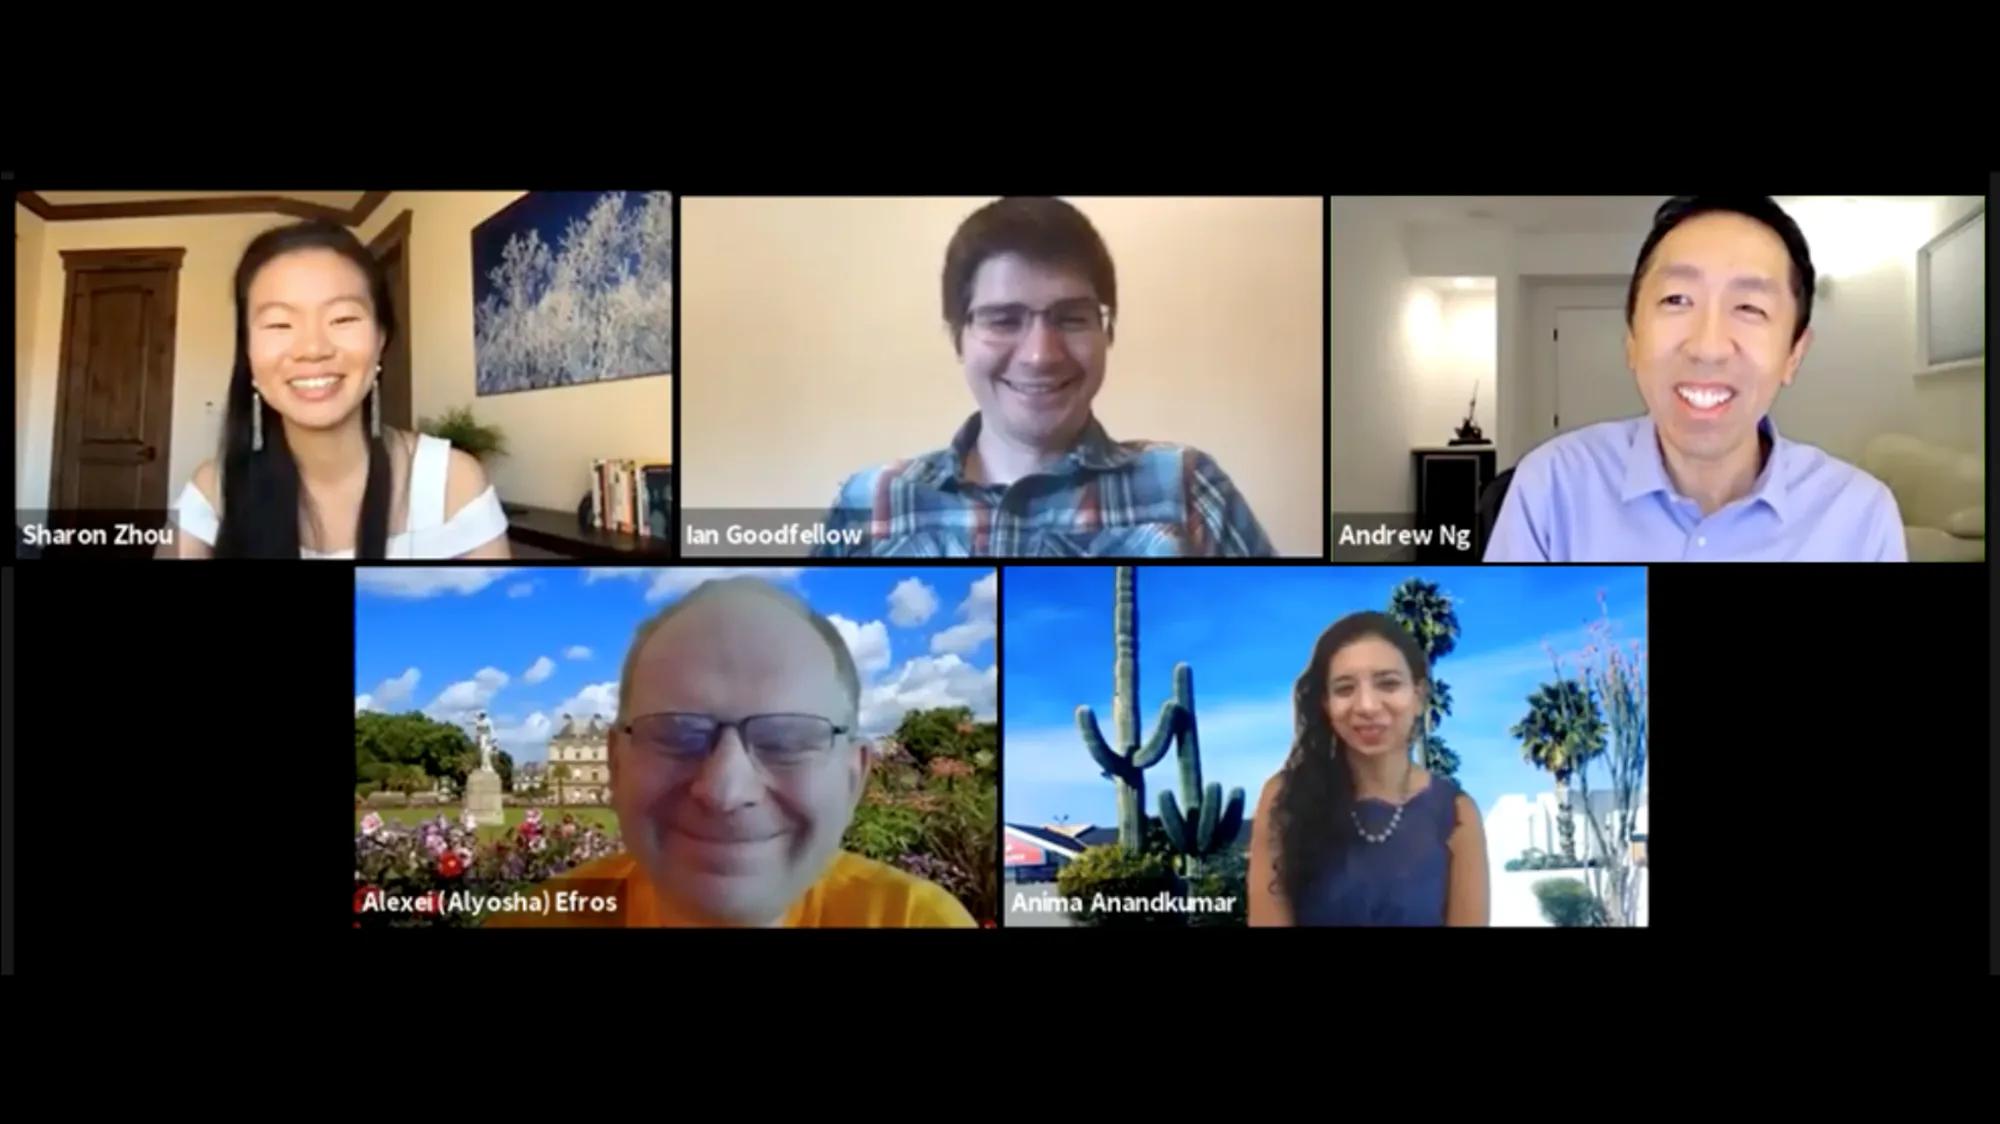 Sharon Zhou
Ian Goodfellow
Andrew Ng
Alexei (Alyosha) Efros
Anima Anandkumar